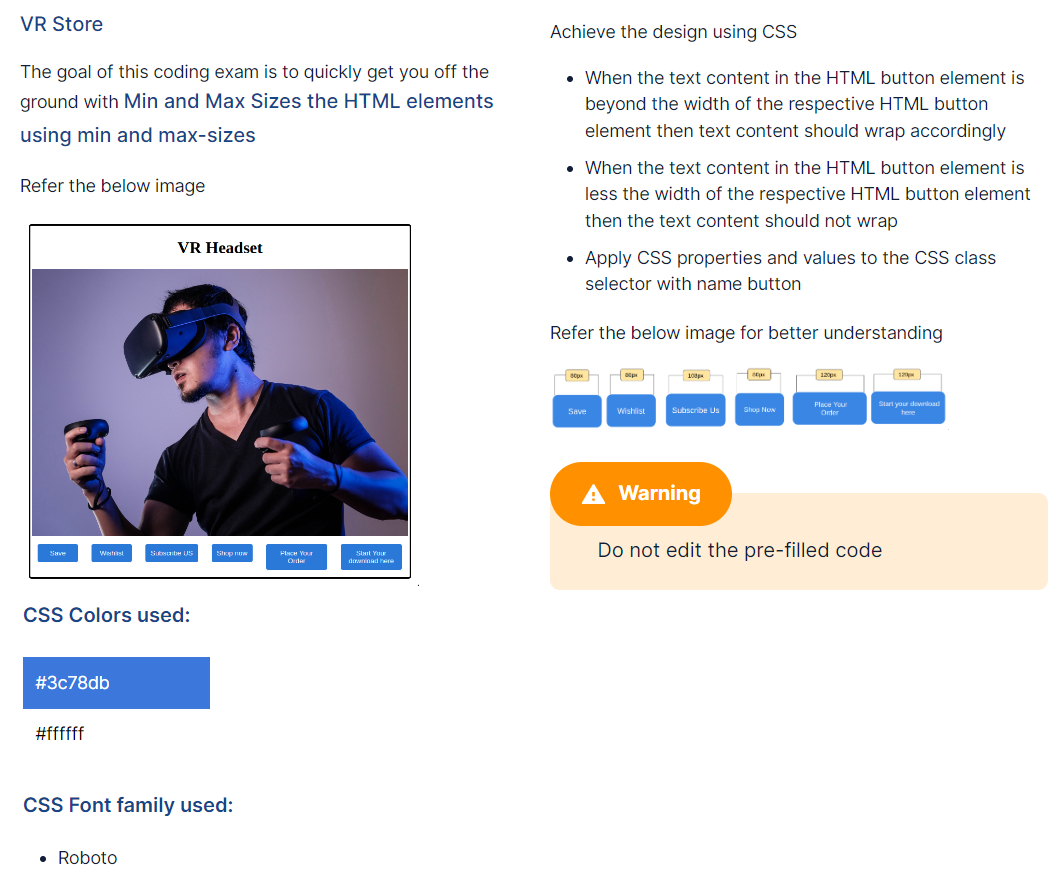 VR Store
The goal of this coding exam is to quickly get you off the
ground with Min and Max Sizes the HTML elements
using min and max-sizes
Refer the below image
VR Headset
Save
Wishlist
Subscribe US
Shop now
Place Your
Order
Start Your
download here
CSS Colors used:
#3c78db
#ffffff
CSS Font family used:
• Roboto
Achieve the design using CSS
• When the text content in the HTML button element is
beyond the width of the respective HTML button
element then text content should wrap accordingly
• When the text content in the HTML button element is
less the width of the respective HTML button element
then the text content should not wrap
• Apply CSS properties and values to the CSS class
selector with name button
Refer the below image for better understanding
80px
80px
108px
80px
120px
120px
Save
Wishlist
Subscribe Us
Shop Now
Place Your
Order
Start your download
here
Warning
Do not edit the pre-filled code